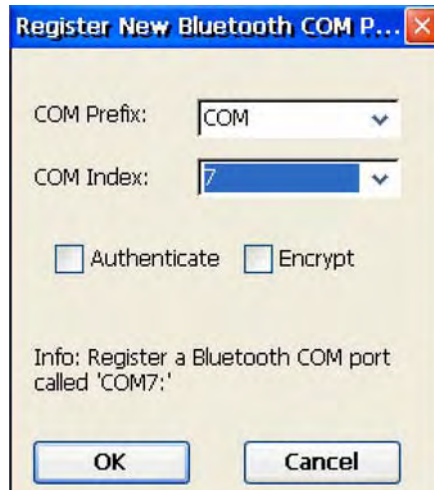 Register New Bluetooth COM P...
COM Prefix: COM
COM Index: 7
Authenticate Encrypt
Info: Register a Bluetooth COM port
called 'COM7:'
OK Cancel